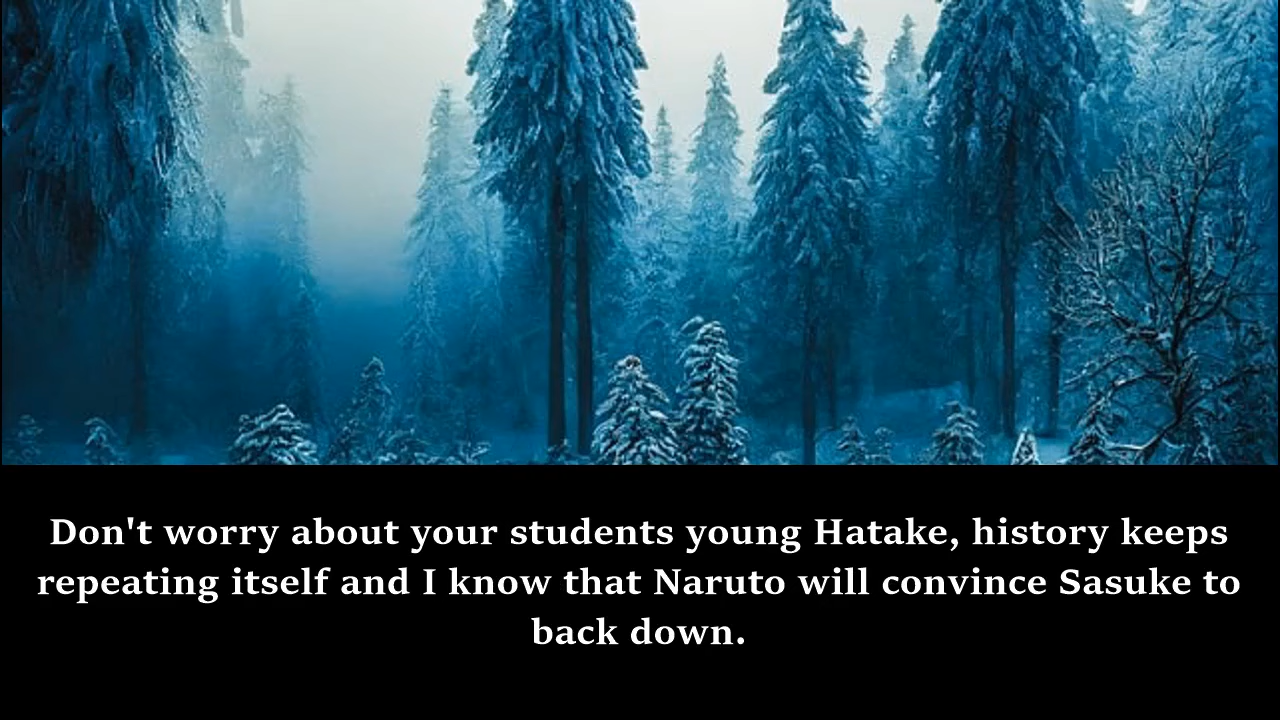 Don't worry about your students young Hatake, history keeps
repeating itself and I know that Naruto will convince Sasuke to
back down.